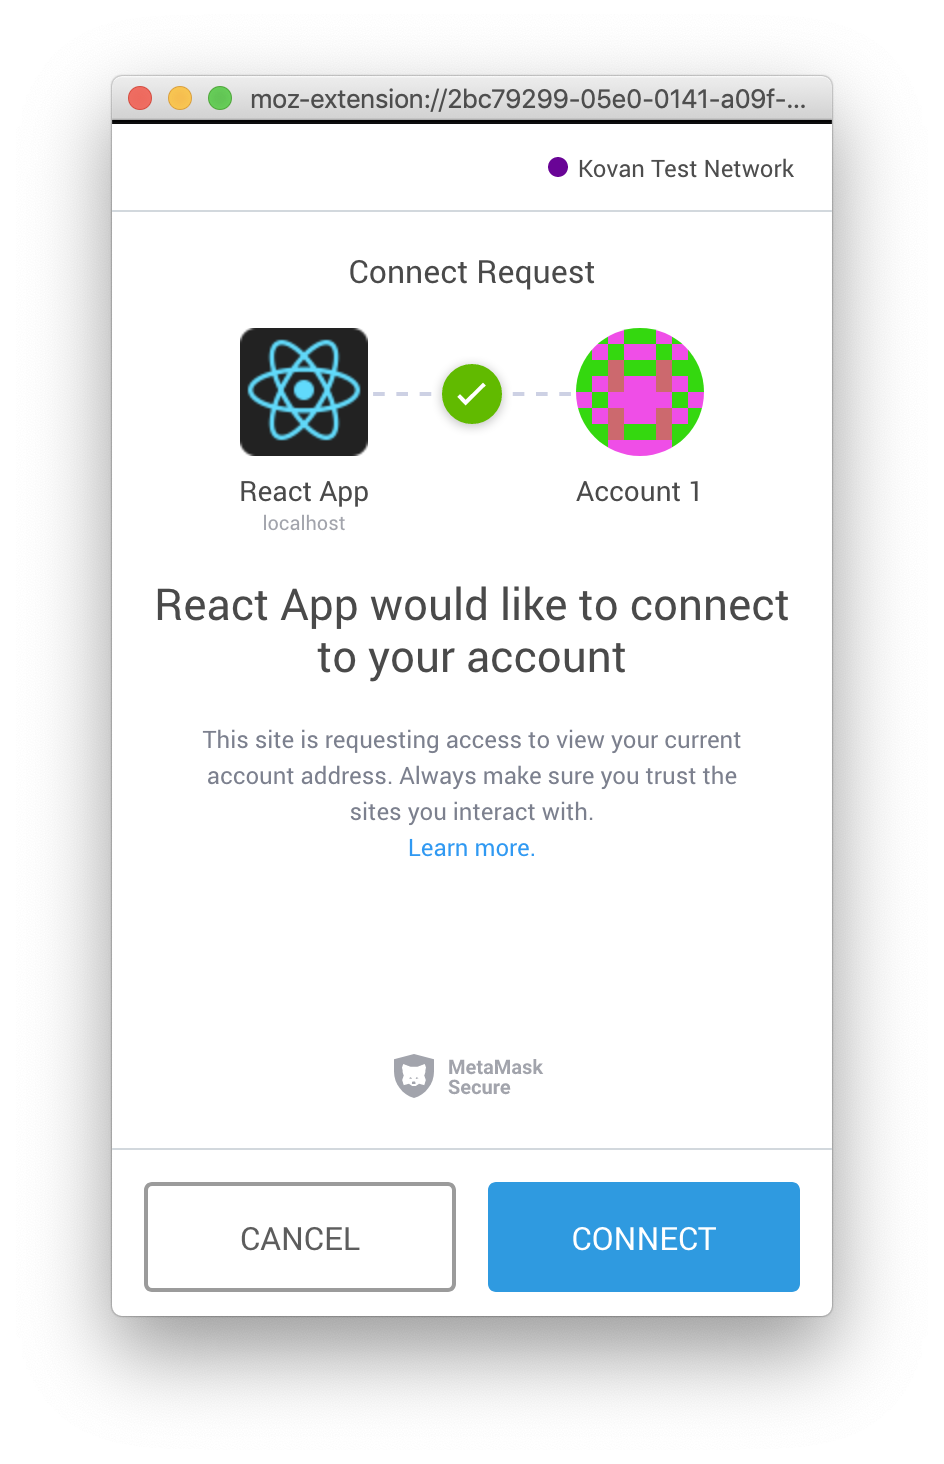 moz-extension://2bc79299-05e0-0141-a09f-...
Kovan Test Network
Connect Request
React App
localhost
Account 1
React App would like to connect
to your account
This site is requesting access to view your current
account address. Always make sure you trust the
sites you interact with.
Learn more.
MetaMask
Secure
CANCEL
CONNECT